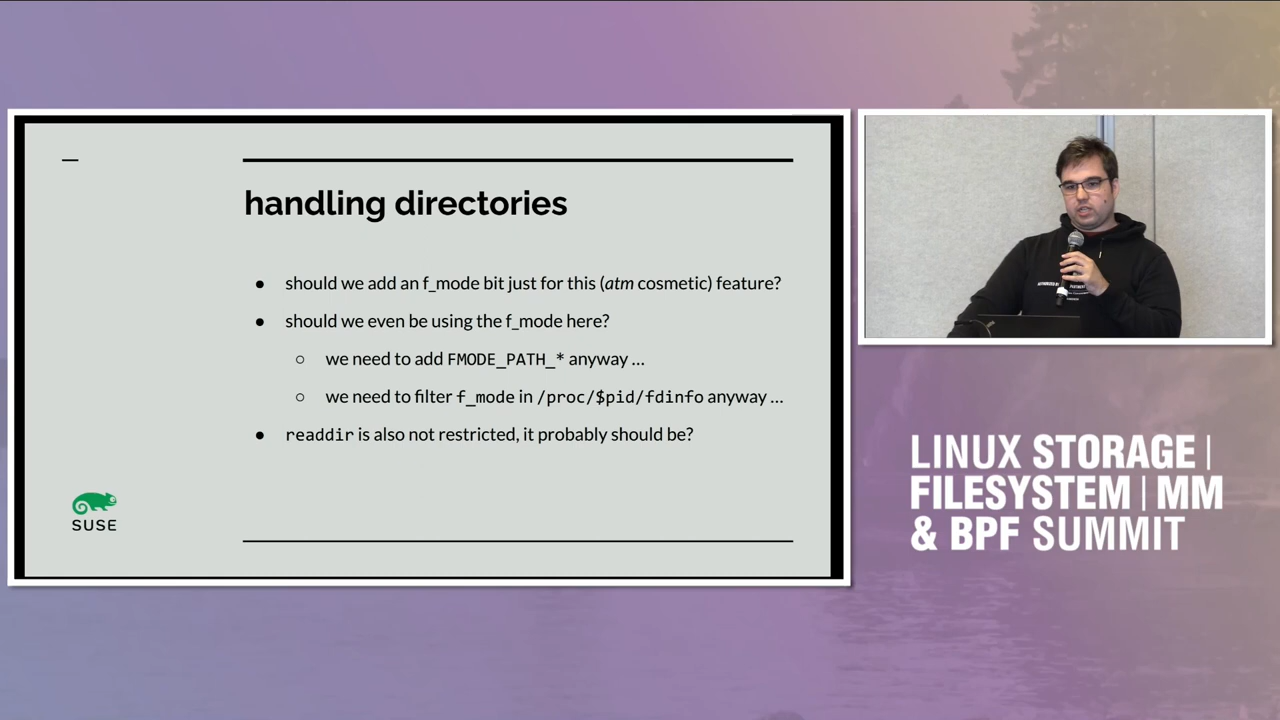 handling directories
● should we add an f_mode bit just for this (atm cosmetic) feature?
● should we even be using the f_mode here?
○ we need to add FMODE_PATH_* anyway …
○ we need to filter f_mode in /proc/$pid/fdinfo anyway …
● readdir is also not restricted, it probably should be?
SUSE
LINUX STORAGE |
FILESYSTEM | MM
& BPF SUMMIT